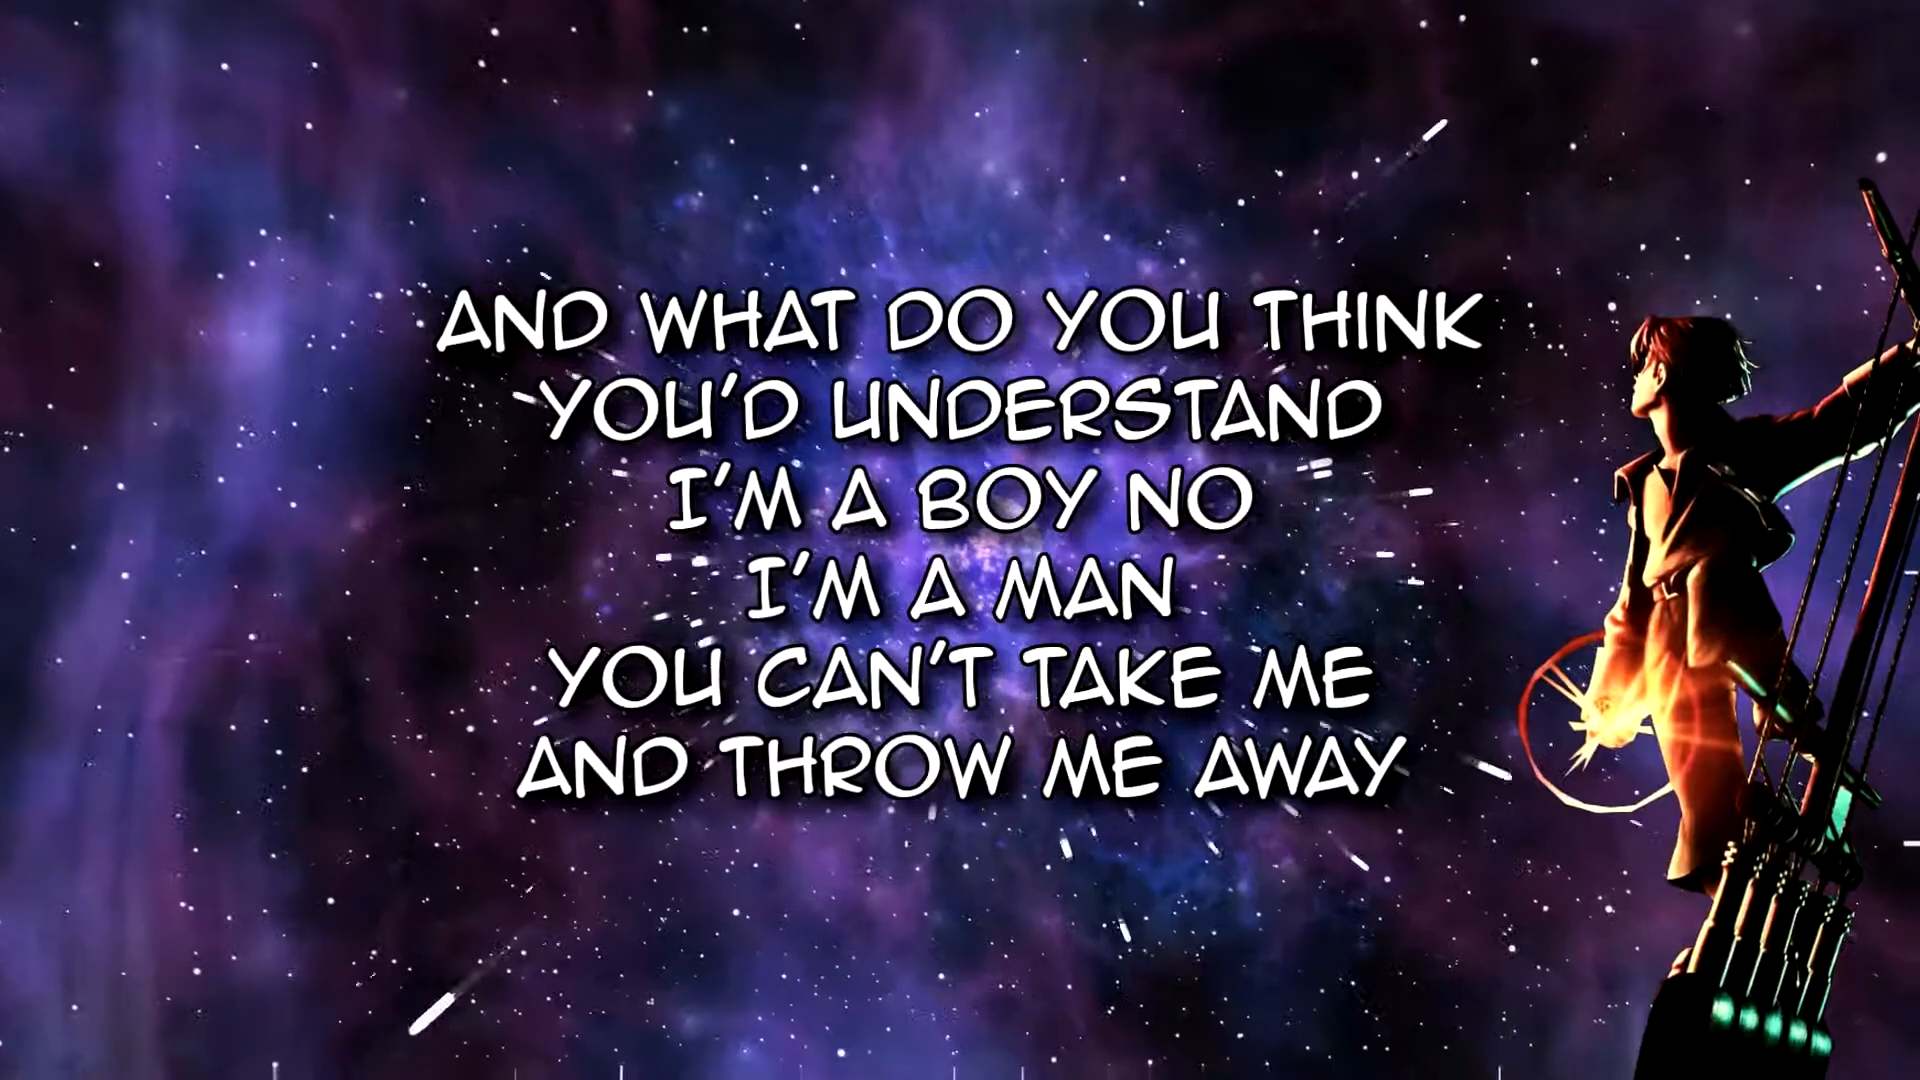 AND WHAT DO YOU THINK
YOU'D UNDERSTAND
I'M A BOY NO
I'M A MAN
YOU CAN'T TAKE ME
AND THROW ME AWAY